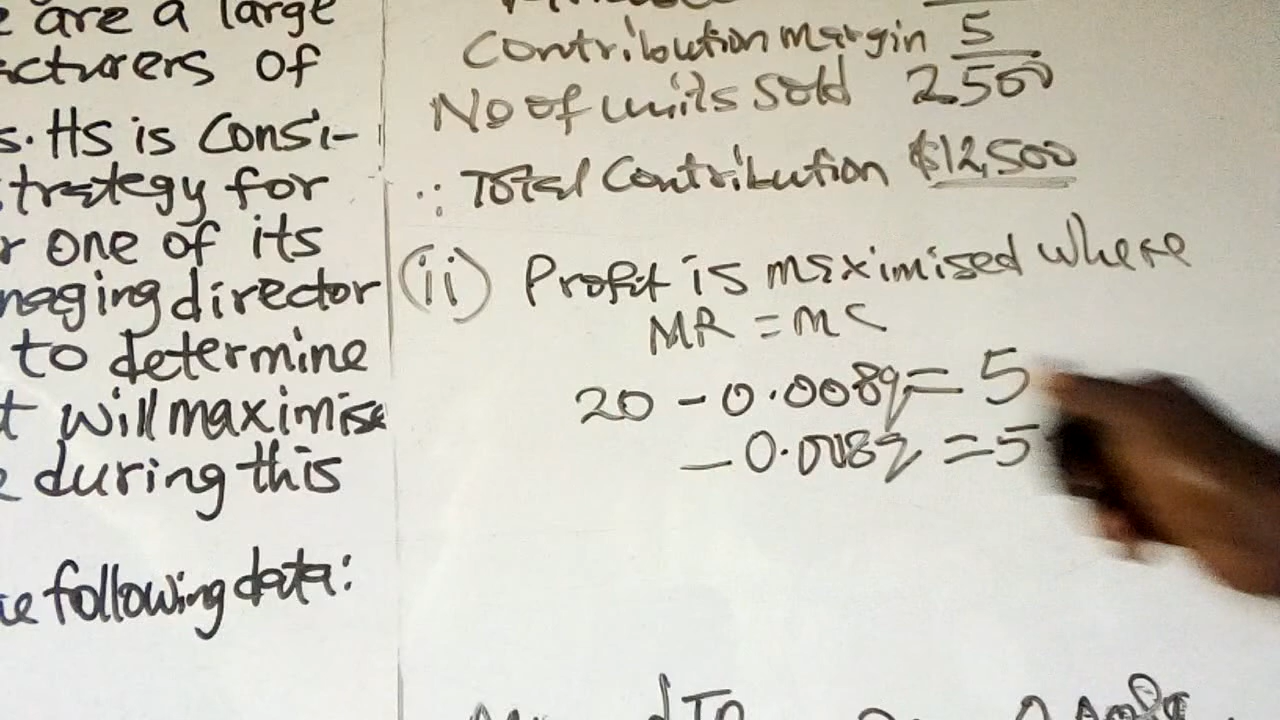 are a large
cturers of
s. HS is Consi-
trategy for
r one of its
naging director
to determine
t will maximise
during this
following data:
5
Contribution margin
No of units sold 2500
∴ Total Contribution $12,500
(ii) Profit is maximised where
MR = MC
20 - 0.008q = 5
- 0.008q = 5